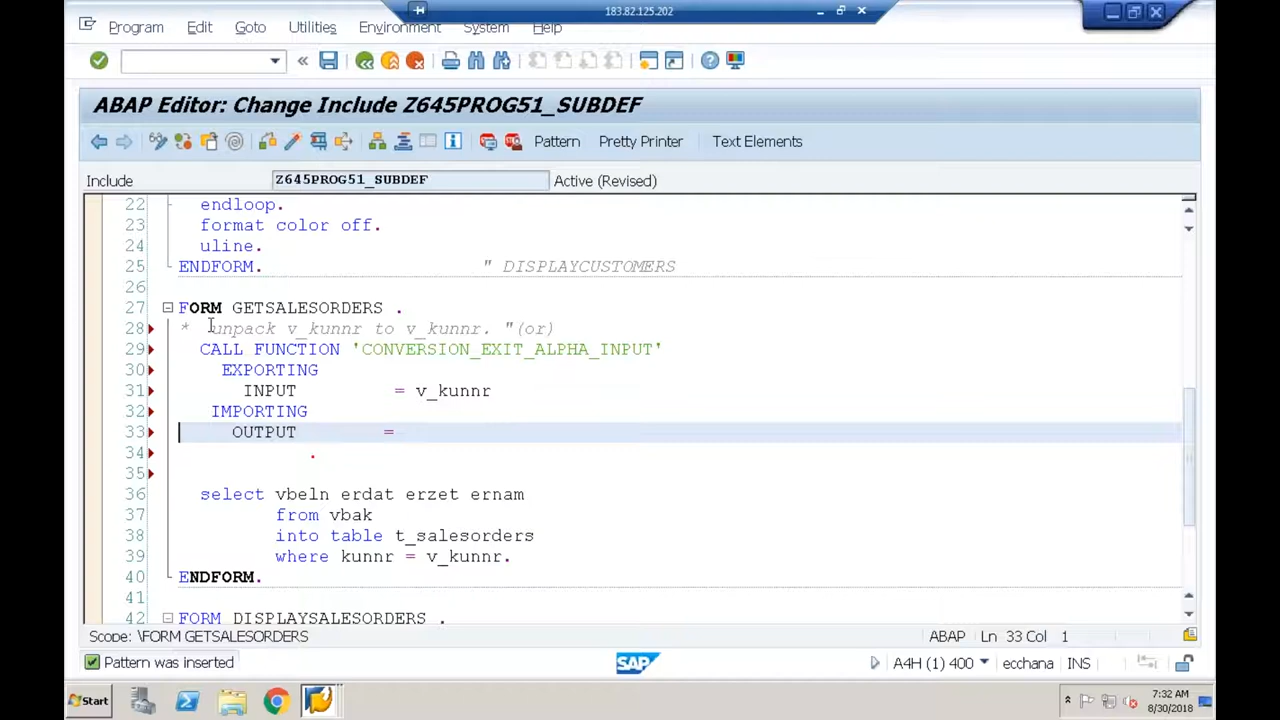 183.82.125.202
Program Edit Goto Utilities Environment System Help
ABAP Editor: Change Include Z645PROG51_SUBDEF
Pattern Pretty Printer Text Elements
Include Z645PROG51_SUBDEF Active (Revised)
22 endloop.
23 format color off.
24 uline.
25 ENDFORM. " DISPLAYCUSTOMERS
26
27 FORM GETSALESORDERS .
28 * unpack v_kunnr to v_kunnr. "(or)
29 CALL FUNCTION 'CONVERSION_EXIT_ALPHA_INPUT'
30 EXPORTING
31 INPUT = v_kunnr
32 IMPORTING
33 OUTPUT =
34 .
35
36 select vbeln erdat erzet ernam
37 from vbak
38 into table t_salesorders
39 where kunnr = v_kunnr.
40 ENDFORM.
41
42 FORM DISPLAYSALESORDERS .
Scope: \FORM GETSALESORDERS ABAP Ln 33 Col 1
Pattern was inserted SAP A4H (1) 400 ecchana INS
Start 7:32 AM
8/30/2018